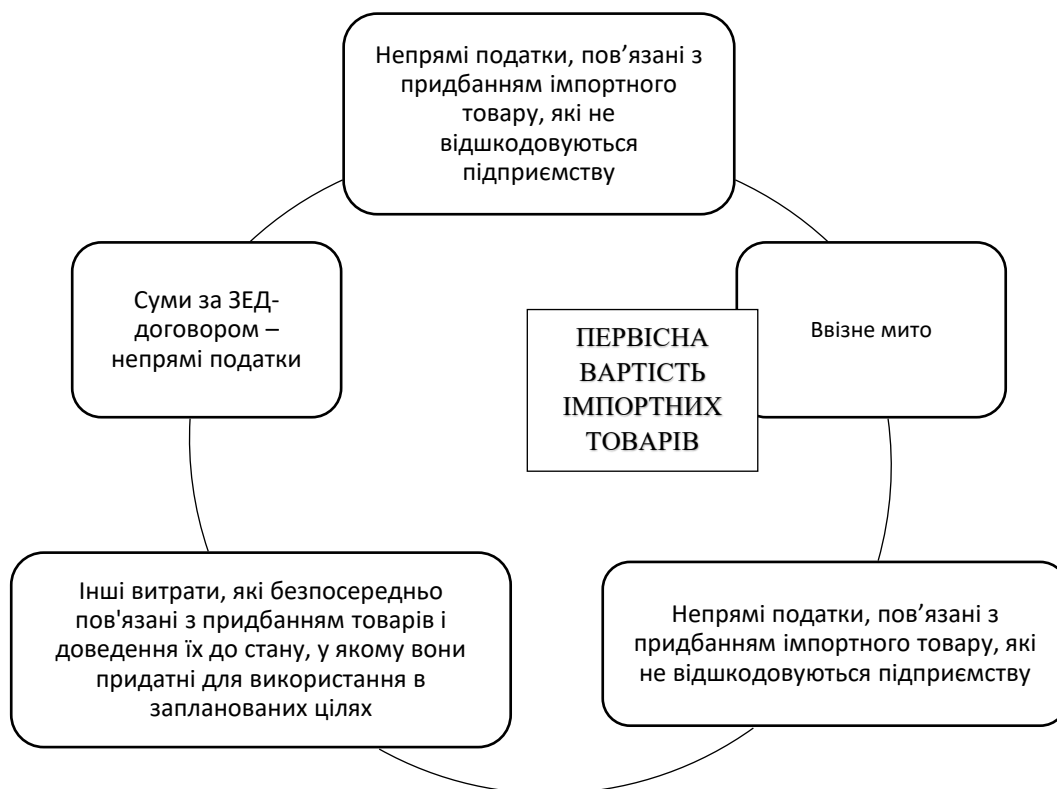 Непрямі податки, пов’язані з
придбанням імпортного
товару, які не
відшкодовуються
підприємству
Суми за ЗЕД-
договором –
непрямі податки
ПЕРВІСНА
ВАРТІСТЬ
ІМПОРТНИХ
ТОВАРІВ
Ввізне мито
Інші витрати, які безпосередньо
пов'язані з придбанням товарів і
доведення їх до стану, у якому вони
придатні для використання в
запланованих цілях
Непрямі податки, пов’язані з
придбанням імпортного товару, які
не відшкодовуються підприємству